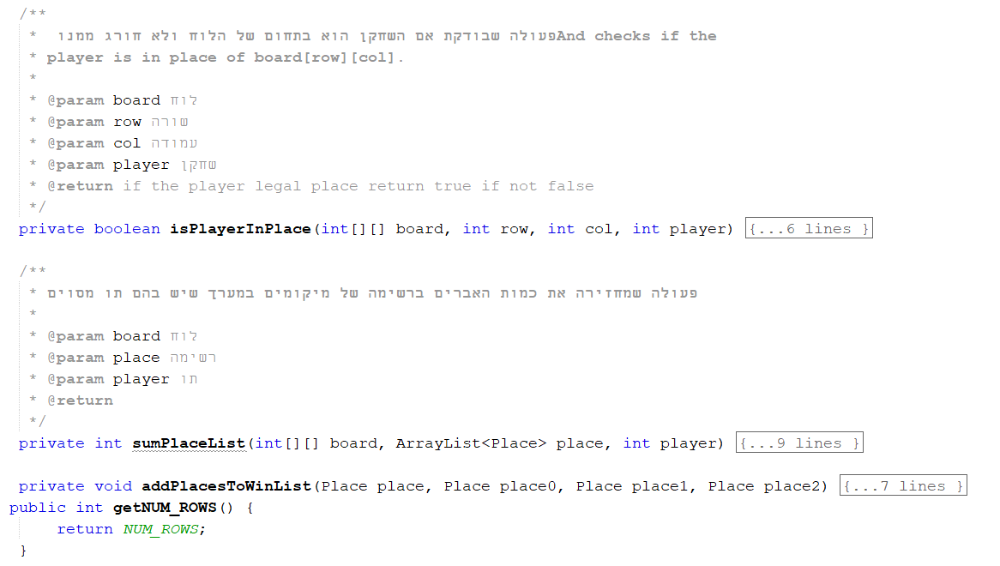 /**
* פעולה שבודקת אם השחקן הוא בתחום של הלוח ולא חורג ממנוAnd checks if the
* player is in place of board[row][col].
*
* @param board לוח
* @param row שורה
* @param col עמודה
* @param player שחקן
* @return if the player legal place return true if not false
*/
private boolean isPlayerInPlace(int[][] board, int row, int col, int player) {...6 lines }
/**
* פעולה שמחזירה את כמות האברים ברשימה של מיקומים במערך שיש בהם תו מסוים
*
* @param board לוח
* @param place רשימה
* @param player תו
* @return
*/
private int sumPlaceList(int[][] board, ArrayList<Place> place, int player) {...9 lines }
private void addPlacesToWinList(Place place, Place place0, Place place1, Place place2) {...7 lines }
public int getNUM_ROWS() {
return NUM_ROWS;
}